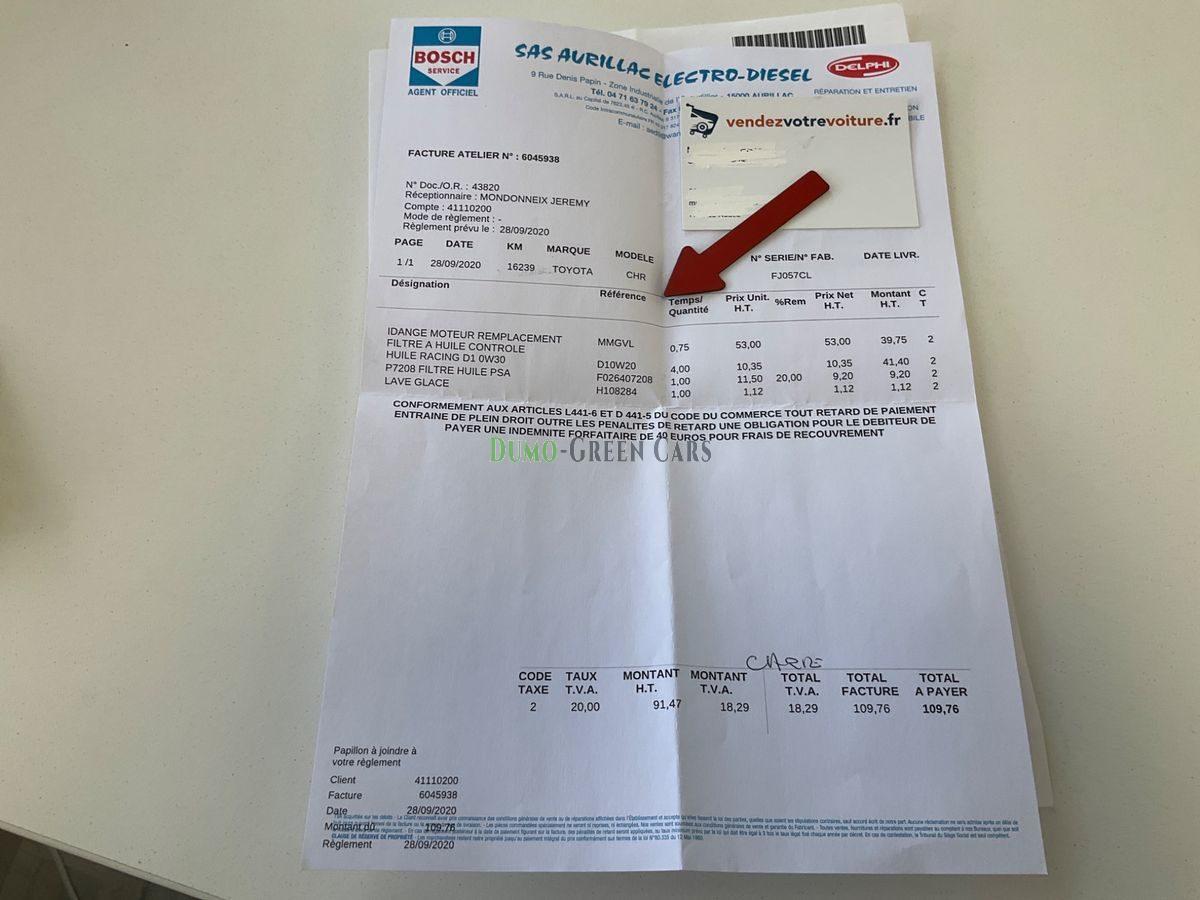 BOSCH
SERVICE
AGENT OFFICIEL
SAS AURILLAC ELECTRO-DIESEL
DELPHI
9 Rue Denis Papin - Zone Industrielle de
15000 AURILLAC
RÉPARATION ET ENTRETIEN
Tél. 04 71 63 79 24 - Fax
E-mail :
vendezvotrevoiture.fr
FACTURE ATELIER N° : 6045938
N° Doc./O.R. : 43820
Réceptionnaire : MONDONNEIX JEREMY
Compte : 41110200
Mode de règlement : -
Règlement prévu le : 28/09/2020
PAGE DATE KM MARQUE MODELE N° SERIE/N° FAB. DATE LIVR.
1 /1 28/09/2020 16239 TOYOTA CHR FJ057CL
Désignation Référence Temps/ Quantité Prix Unit. H.T. %Rem Prix Net H.T. Montant H.T. C T
IDANGE MOTEUR REMPLACEMENT MMGVL 0,75 53,00 53,00 39,75 2
FILTRE A HUILE CONTROLE
HUILE RACING D1 0W30 D10W20 4,00 10,35 10,35 41,40 2
P7208 FILTRE HUILE PSA F026407208 1,00 11,50 20,00 9,20 9,20 2
LAVE GLACE H108284 1,00 1,12 1,12 1,12 2
CONFORMEMENT AUX ARTICLES L441-6 ET D 441-5 DU CODE DU COMMERCE TOUT RETARD DE PAIEMENT
ENTRAINE DE PLEIN DROIT OUTRE LES PENALITES DE RETARD UNE OBLIGATION POUR LE DEBITEUR DE
PAYER UNE INDEMNITE FORFAITAIRE DE 40 EUROS POUR FRAIS DE RECOUVREMENT
Dumo-Green Cars
CODE TAXE TAUX T.V.A. MONTANT H.T. MONTANT T.V.A. TOTAL T.V.A. TOTAL FACTURE TOTAL A PAYER
2 20,00 91,47 18,29 18,29 109,76 109,76
Papillon à joindre à
votre règlement
Client 41110200
Facture 6045938
Date 28/09/2020
Montant dû 109,76
Règlement 28/09/2020